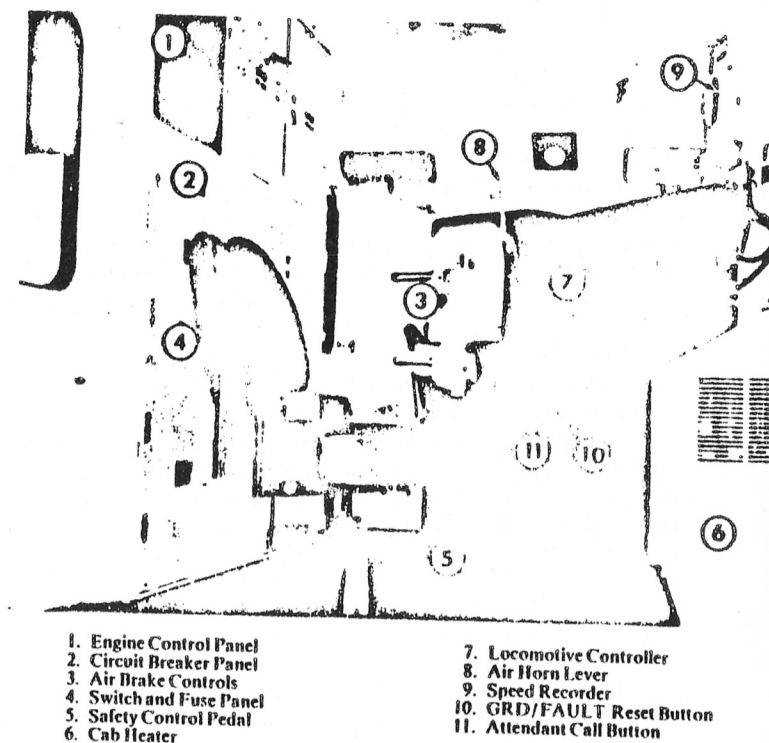 1
9
8
2
7
3
4
11
10
6
5
1. Engine Control Panel
2. Circuit Breaker Panel
3. Air Brake Controls
4. Switch and Fuse Panel
5. Safety Control Pedal
6. Cab Heater
7. Locomotive Controller
8. Air Horn Lever
9. Speed Recorder
10. GRD/FAULT Reset Button
11. Attendant Call Button